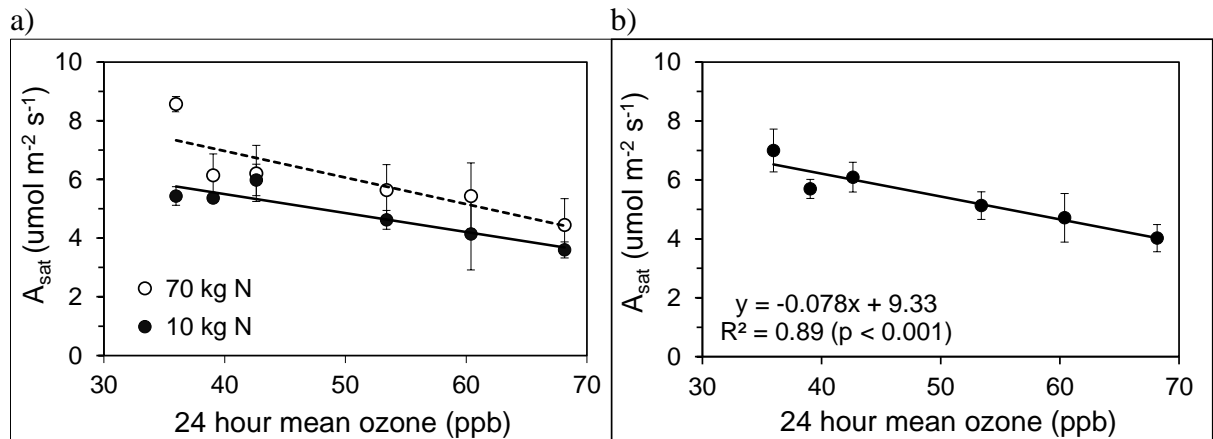 a)
10
8
6
4
2
0
A_sat (umol m⁻² s⁻¹)
70 kg N
10 kg N
30 40 50 60 70
24 hour mean ozone (ppb)
b)
10
8
6
4
2
0
A_sat (umol m⁻² s⁻¹)
y = -0.078x + 9.33
R² = 0.89 (p < 0.001)
30 40 50 60 70
24 hour mean ozone (ppb)